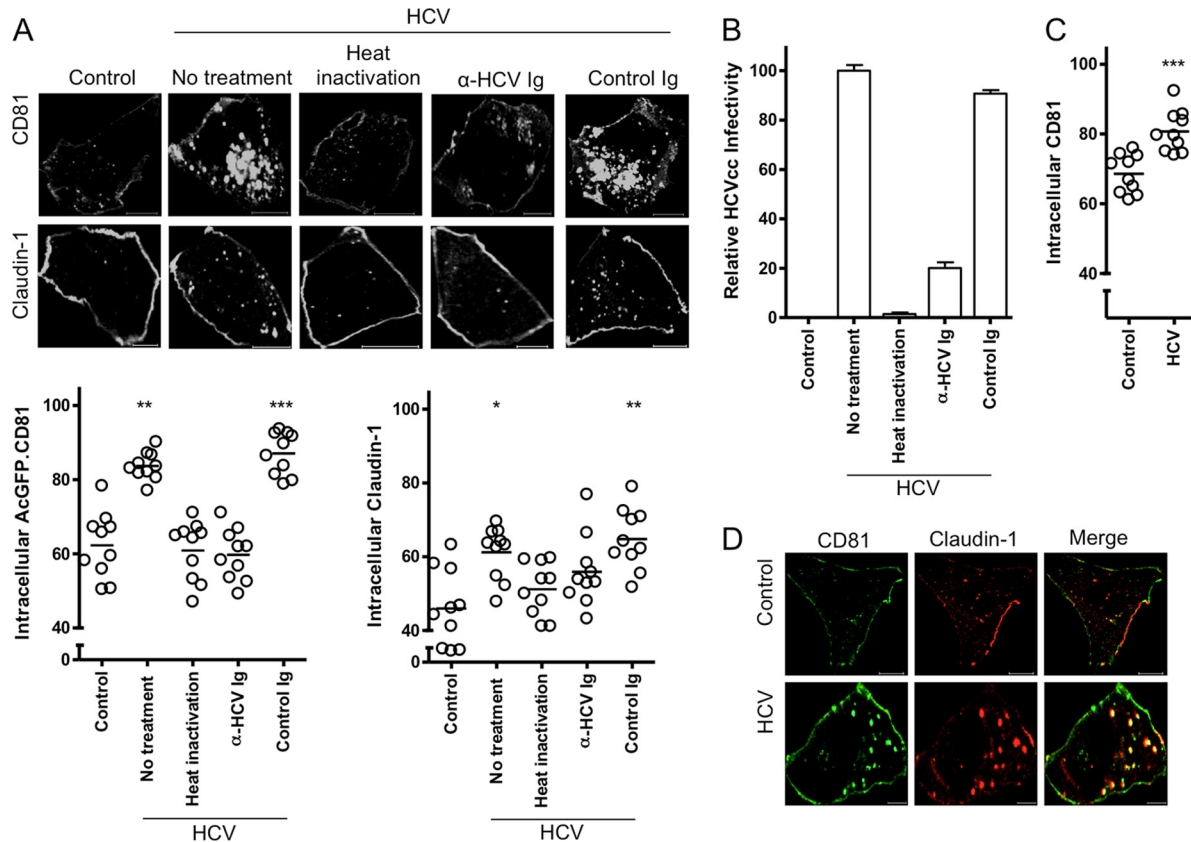 A
HCV
Control
No treatment
Heat
inactivation
α-HCV Ig
Control Ig
CD81
Claudin-1
Intracellular AcGFP.CD81
100
80
60
40
0
**
***
Control
No treatment
Heat inactivation
α-HCV Ig
Control Ig
HCV
Intracellular Claudin-1
100
80
60
40
0
*
**
Control
No treatment
Heat inactivation
α-HCV Ig
Control Ig
HCV
B
Relative HCVcc Infectivity
100
80
60
40
20
0
Control
No treatment
Heat inactivation
α-HCV Ig
Control Ig
HCV
C
Intracellular CD81
100
80
60
40
0
***
Control
HCV
D
CD81
Claudin-1
Merge
Control
HCV